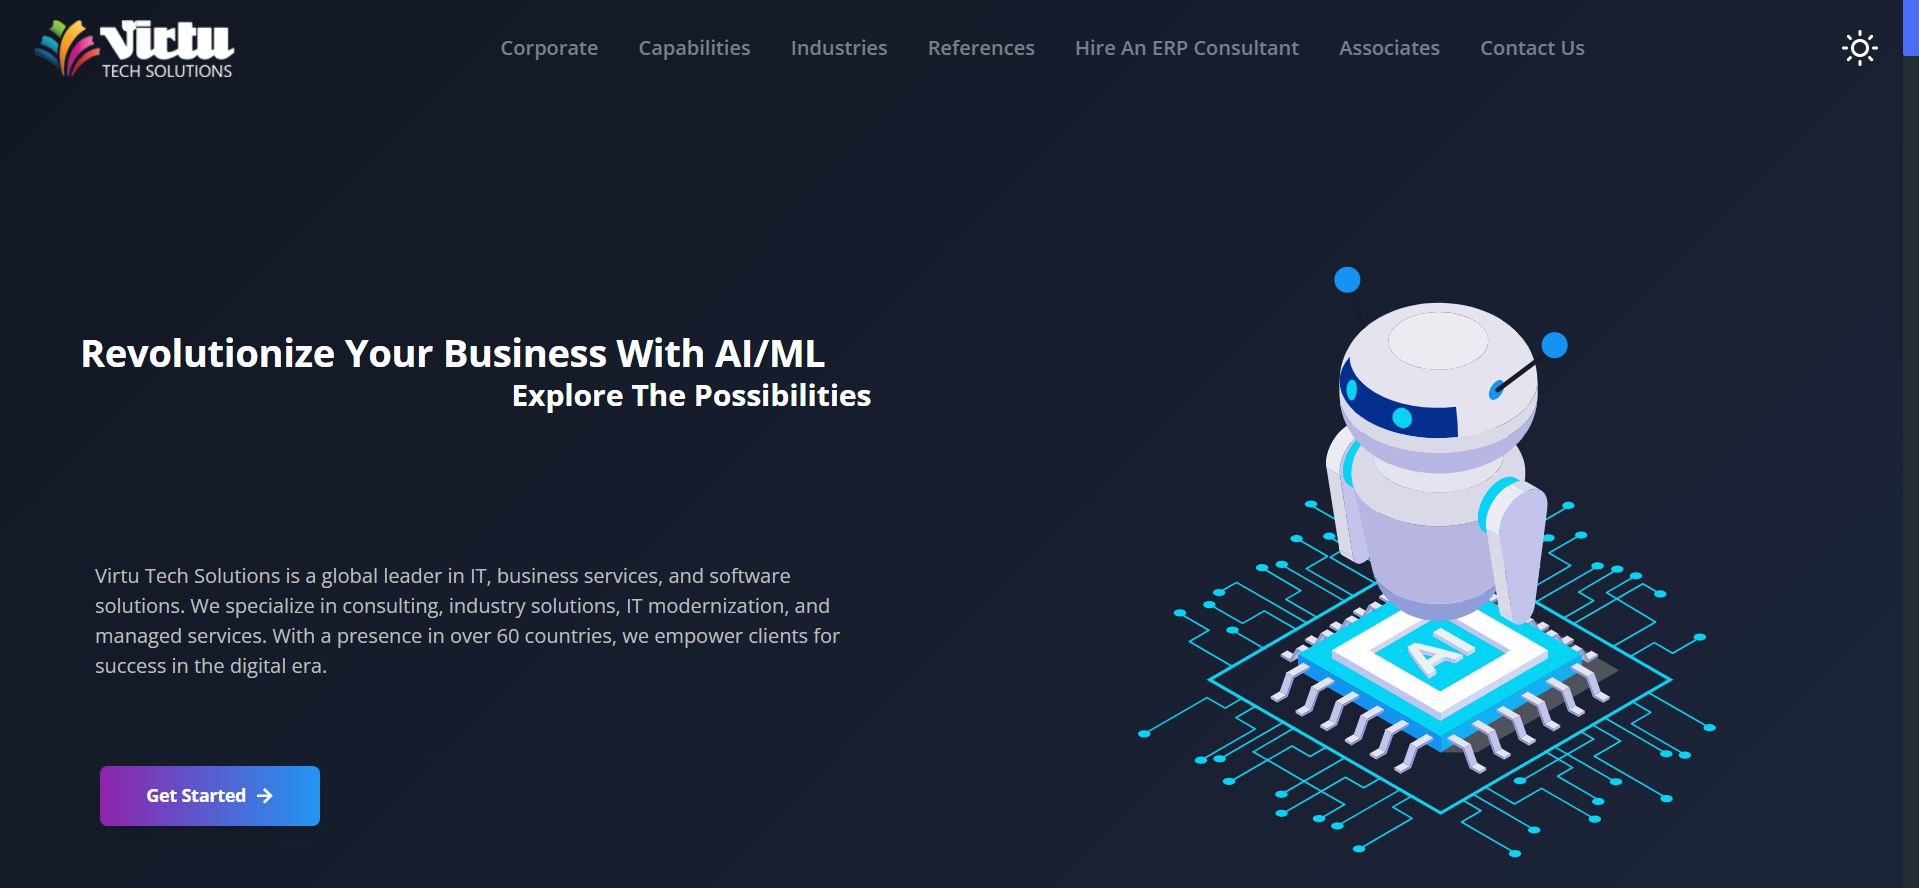 Virtu
TECH SOLUTIONS
Corporate Capabilities Industries References Hire An ERP Consultant Associates Contact Us
Revolutionize Your Business With AI/ML
Explore The Possibilities
Virtu Tech Solutions is a global leader in IT, business services, and software
solutions. We specialize in consulting, industry solutions, IT modernization, and
managed services. With a presence in over 60 countries, we empower clients for
success in the digital era.
Get Started
AI